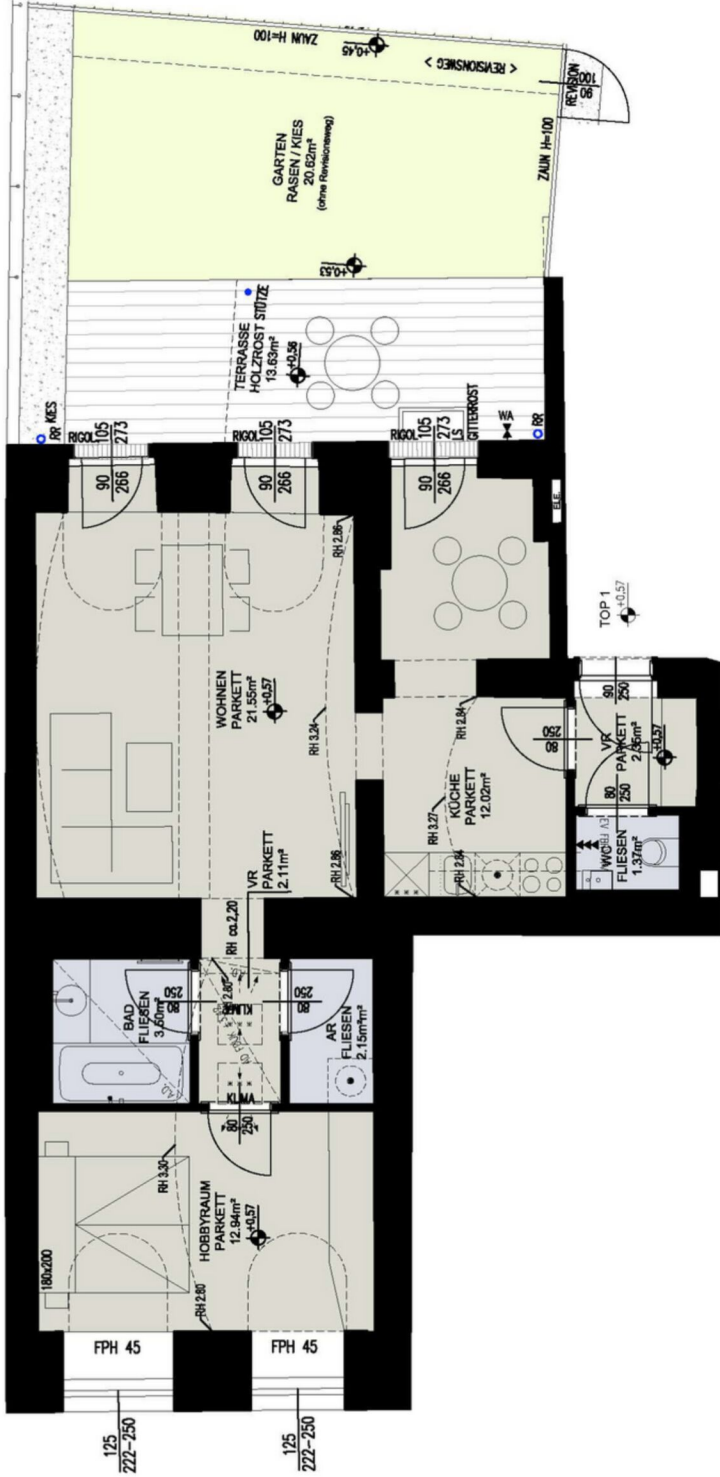 ZAUN H=100
+0,45
< REVISIONSWEG >
REVISION
90
100
ZAUN H=100
GARTEN
RASEN / KIES
20.62m²
(ohne Revisionsweg)
+0,53
TERRASSE
HOLZROST STÜTZE
13.63m²
+0,56
KIES
RR
RIGOL
105
273
RIGOL
105
273
RIGOL
105
273
LS
GITTERROST
WA
RR
90
266
90
266
90
266
ELE.
RH 2.86
WOHNEN
PARKETT
21.55m²
+0,57
RH 3.24
RH 2.86
TOP 1
+0,57
RH 2.84
RH 3.27
KÜCHE
PARKETT
12.02m²
RH 2.84
80
250
90
250
VR
PARKETT
2.35m²
+0,57
80
250
WC
FLIESEN
1.37m²
VR
PARKETT
2.11m²
RH ca.2,20
BAD
FLIESEN
3.50m²
80
250
KLIMA
80
250
AR
FLIESEN
2.15m²m²
KLIMA
80
250
RH 3.30
HOBBYRAUM
PARKETT
12.94m²
+0,57
180x200
RH 2.80
FPH 45
FPH 45
125
222-250
125
222-250